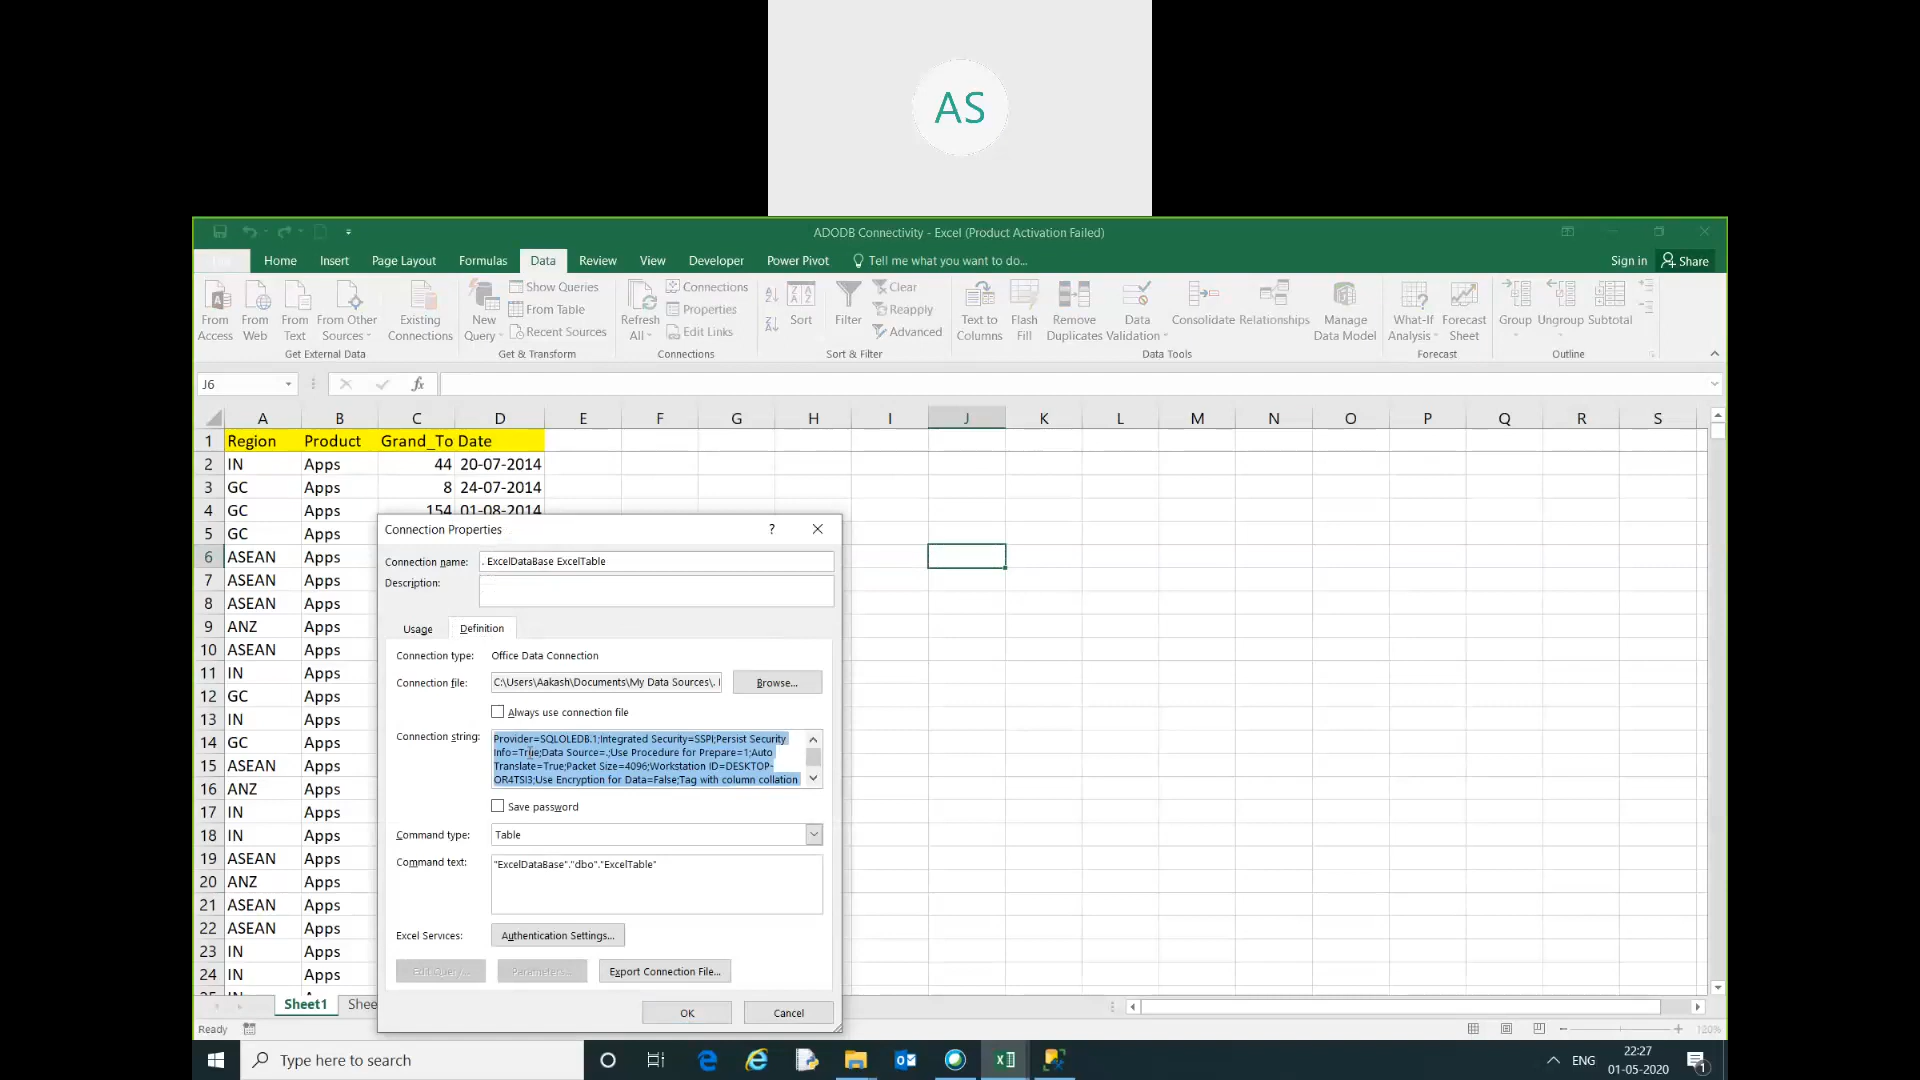 AS
ADODB Connectivity - Excel (Product Activation Failed)
Home Insert Page Layout Formulas Data Review View Developer Power Pivot Tell me what you want to do... Sign in Share
From Access
From Web
From Text
From Other Sources
Existing Connections
Get External Data
New Query
Show Queries
From Table
Recent Sources
Get & Transform
Refresh All
Connections
Properties
Edit Links
Connections
Sort
Filter
Clear
Reapply
Advanced
Sort & Filter
Text to Columns
Flash Fill
Remove Duplicates
Data Validation
Consolidate
Relationships
Manage Data Model
Data Tools
What-If Analysis
Forecast Sheet
Forecast
Group
Ungroup
Subtotal
Outline
J6
fx
A B C D E F G H I J K L M N O P Q R S
1 Region Product Grand_To Date
2 IN Apps 44 20-07-2014
3 GC Apps 8 24-07-2014
4 GC Apps 154 01-08-2014
5 GC Apps
6 ASEAN Apps
7 ASEAN Apps
8 ASEAN Apps
9 ANZ Apps
10 ASEAN Apps
11 IN Apps
12 GC Apps
13 IN Apps
14 GC Apps
15 ASEAN Apps
16 ANZ Apps
17 IN Apps
18 IN Apps
19 ASEAN Apps
20 ANZ Apps
21 ASEAN Apps
22 ASEAN Apps
23 IN Apps
24 IN Apps
Connection Properties ?
Connection name: . ExcelDataBase ExcelTable
Description:
Usage Definition
Connection type: Office Data Connection
Connection file: C:\Users\Aakash\Documents\My Data Sources\. Browse...
Always use connection file
Connection string: Provider=SQLOLEDB.1;Integrated Security=SSPI;Persist Security
Info=True;Data Source=.;Use Procedure for Prepare=1;Auto
Translate=True;Packet Size=4096;Workstation ID=DESKTOP-
OR4TSI3;Use Encryption for Data=False;Tag with column collation
Save password
Command type: Table
Command text: "ExcelDataBase"."dbo"."ExcelTable"
Excel Services: Authentication Settings...
Edit Query... Parameters... Export Connection File...
OK Cancel
Sheet1 Shee
Ready 120%
Type here to search
ENG
22:27
01-05-2020
1